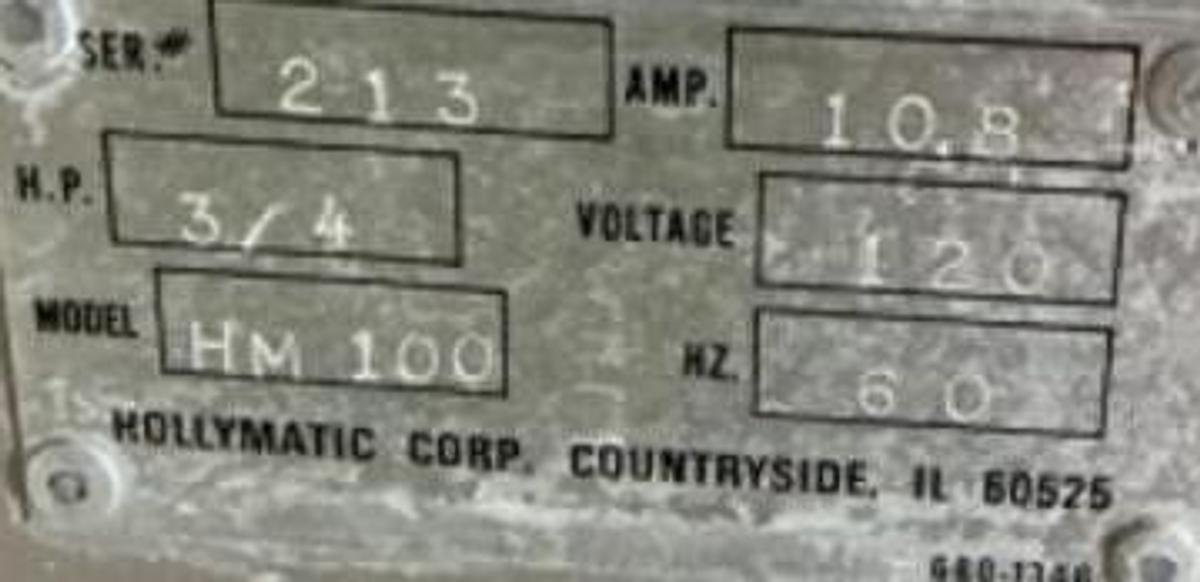 SER.# 213 AMP. 10.8
H.P. 3/4 VOLTAGE 120
MODEL HM 100 HZ. 60
HOLLYMATIC CORP. COUNTRYSIDE, IL 60525